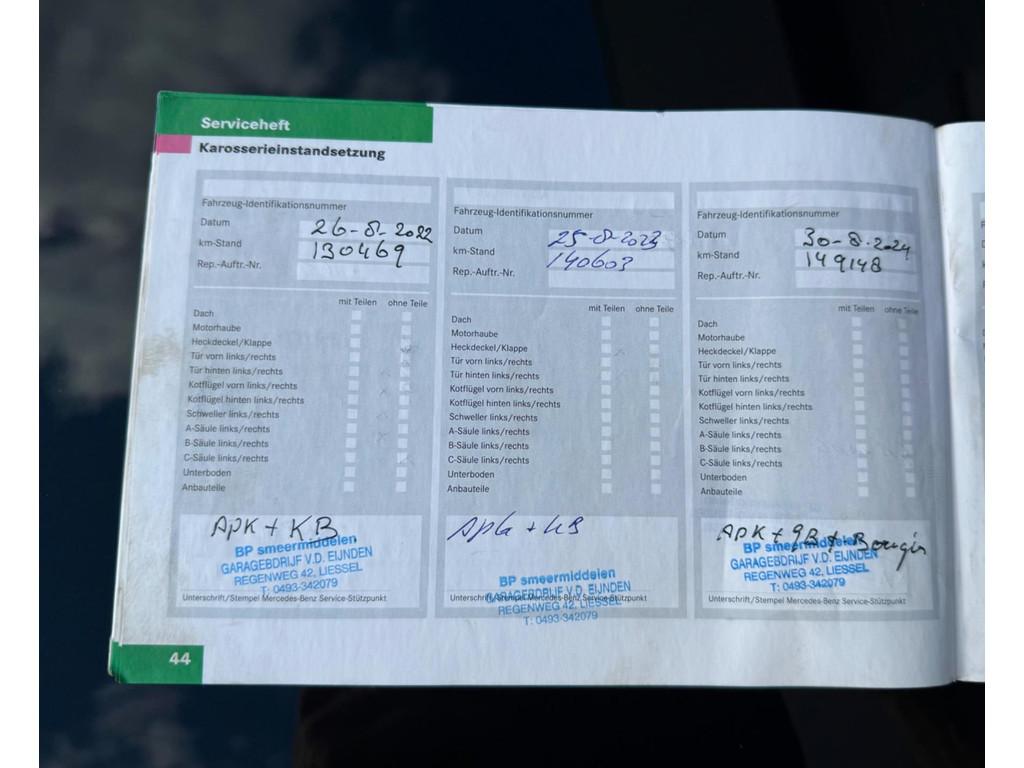 Serviceheft
Karosserieinstandsetzung
Fahrzeug-Identifikationsnummer
Datum 26-8-2022
km-Stand 130469
Rep.-Auftr.-Nr.
mit Teilen ohne Teile
Dach
Motorhaube
Heckdeckel/Klappe
Tür vorn links/rechts
Tür hinten links/rechts
Kotflügel vorn links/rechts
Kotflügel hinten links/rechts
Schweller links/rechts
A-Säule links/rechts
B-Säule links/rechts
C-Säule links/rechts
Unterboden
Anbauteile
APK + KB
BP smeermiddelen
GARAGEBDRIJF V.D. EIJNDEN
REGENWEG 42, LIESSEL
T: 0493-342079
Unterschrift/Stempel Mercedes-Benz Service-Stützpunkt
Fahrzeug-Identifikationsnummer
Datum 25-8-2023
km-Stand 140603
Rep.-Auftr.-Nr.
mit Teilen ohne Teile
Dach
Motorhaube
Heckdeckel/Klappe
Tür vorn links/rechts
Tür hinten links/rechts
Kotflügel vorn links/rechts
Kotflügel hinten links/rechts
Schweller links/rechts
A-Säule links/rechts
B-Säule links/rechts
C-Säule links/rechts
Unterboden
Anbauteile
BP smeermiddelen
GARAGEBDRIJF V.D. EIJNDEN
Unterschrift/Stempel Mercedes-Benz Service-Stützpunkt
REGENWEG 42, LIESSEL
T: 0493-342079
Fahrzeug-Identifikationsnummer
Datum 30-8-2024
km-Stand 149148
Rep.-Auftr.-Nr.
mit Teilen ohne Teile
Dach
Motorhaube
Heckdeckel/Klappe
Tür vorn links/rechts
Tür hinten links/rechts
Kotflügel vorn links/rechts
Kotflügel hinten links/rechts
Schweller links/rechts
A-Säule links/rechts
B-Säule links/rechts
C-Säule links/rechts
Unterboden
Anbauteile
APK + GB + Bougis
BP smeermiddelen
GARAGEBDRIJF V.D. EIJNDEN
REGENWEG 42, LIESSEL
T: 0493-342079
Unterschrift/Stempel Mercedes-Benz Service-Stützpunkt
44